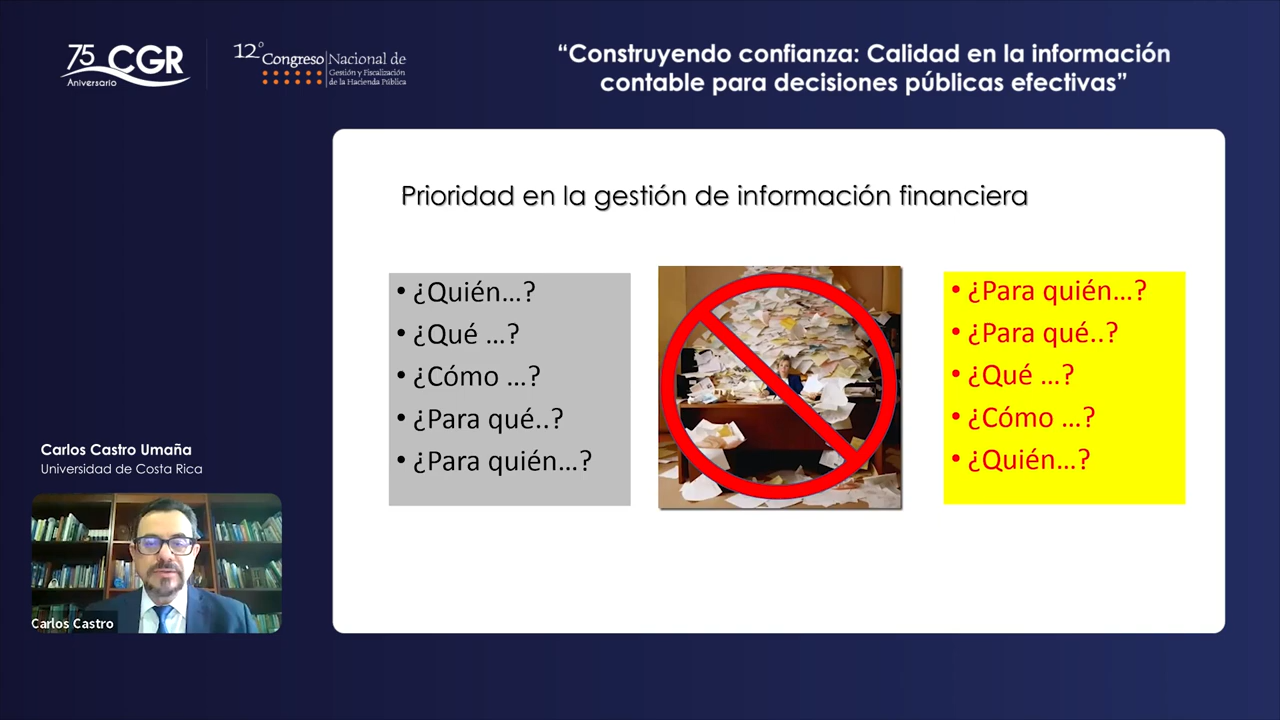 75 CGR
Aniversario
12° Congreso Nacional de
Gestión y Fiscalización
de la Hacienda Pública
“Construyendo confianza: Calidad en la información
contable para decisiones públicas efectivas”
Prioridad en la gestión de información financiera
• ¿Quién...?
• ¿Qué ...?
• ¿Cómo ...?
• ¿Para qué..?
• ¿Para quién...?
• ¿Para quién...?
• ¿Para qué..?
• ¿Qué ...?
• ¿Cómo ...?
• ¿Quién...?
Carlos Castro Umaña
Universidad de Costa Rica
Carlos Castro